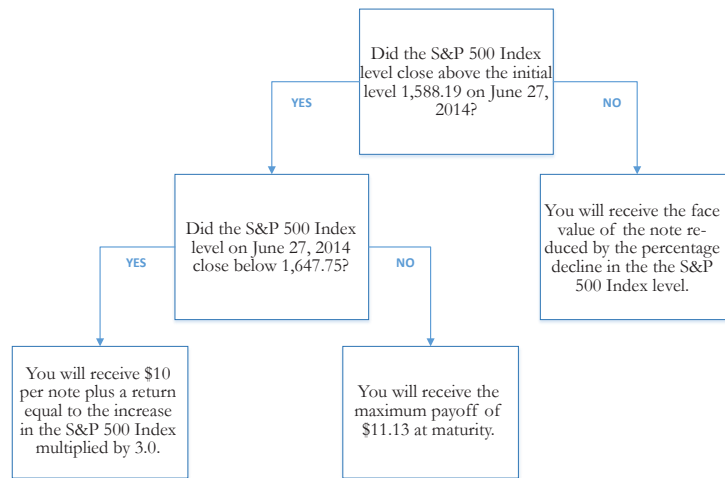 Did the S&P 500 Index
level close above the initial
level 1,588.19 on June 27,
2014?
YES
NO
Did the S&P 500 Index
level on June 27, 2014
close below 1,647.75?
You will receive the face
value of the note re-
duced by the percentage
decline in the the S&P
500 Index level.
YES
NO
You will receive $10
per note plus a return
equal to the increase
in the S&P 500 Index
multiplied by 3.0.
You will receive the
maximum payoff of
$11.13 at maturity.